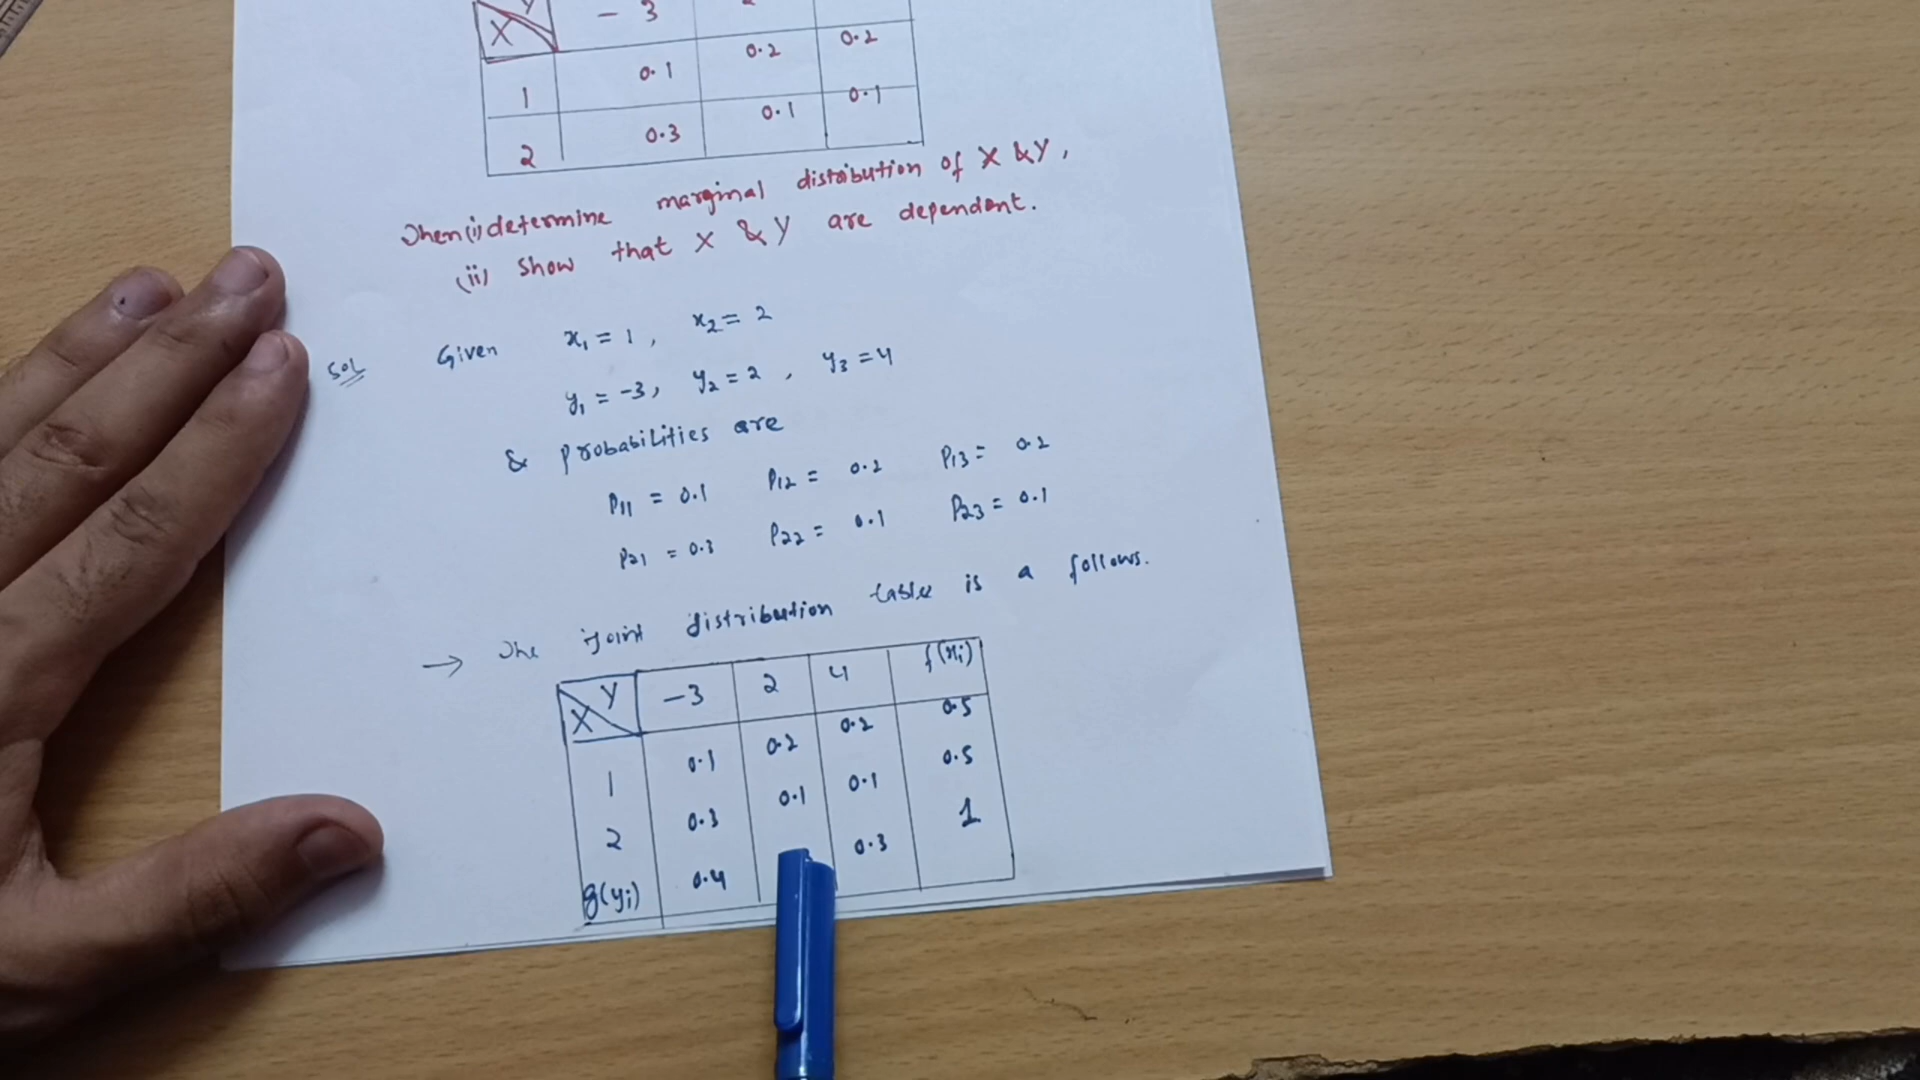 X Y - 3
1 0.1 0.2 0.2
2 0.3 0.1 0.1
Then (i) determine marginal distribution of X & Y,
(ii) Show that X & Y are dependent.
Sol Given x₁ = 1, x₂ = 2
y₁ = -3, y₂ = 2, y₃ = 4
& probabilities are
P₁₁ = 0.1 P₁₂ = 0.2 P₁₃ = 0.2
P₂₁ = 0.3 P₂₂ = 0.1 P₂₃ = 0.1
→ The Joint distribution table is a follows.
X Y -3 2 4 f(xi)
1 0.1 0.2 0.2 0.5
2 0.3 0.1 0.1 0.5
g(yi) 0.4 0.3 1